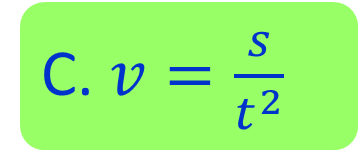 C. v = s/t²